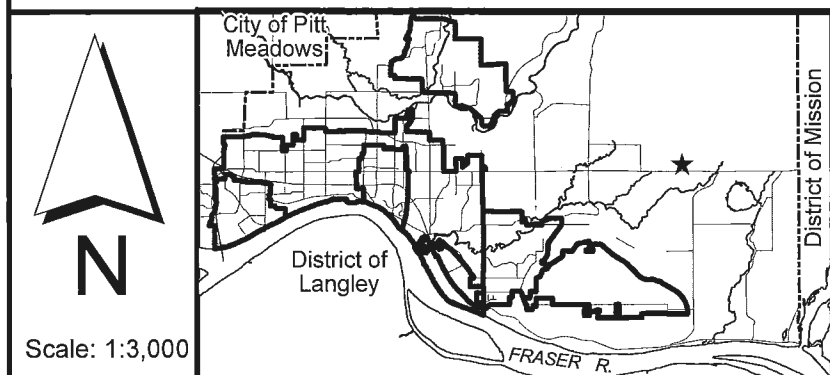 City of Pitt
Meadows
District of Mission
District of
Langley
N
Scale: 1:3,000
FRASER R.